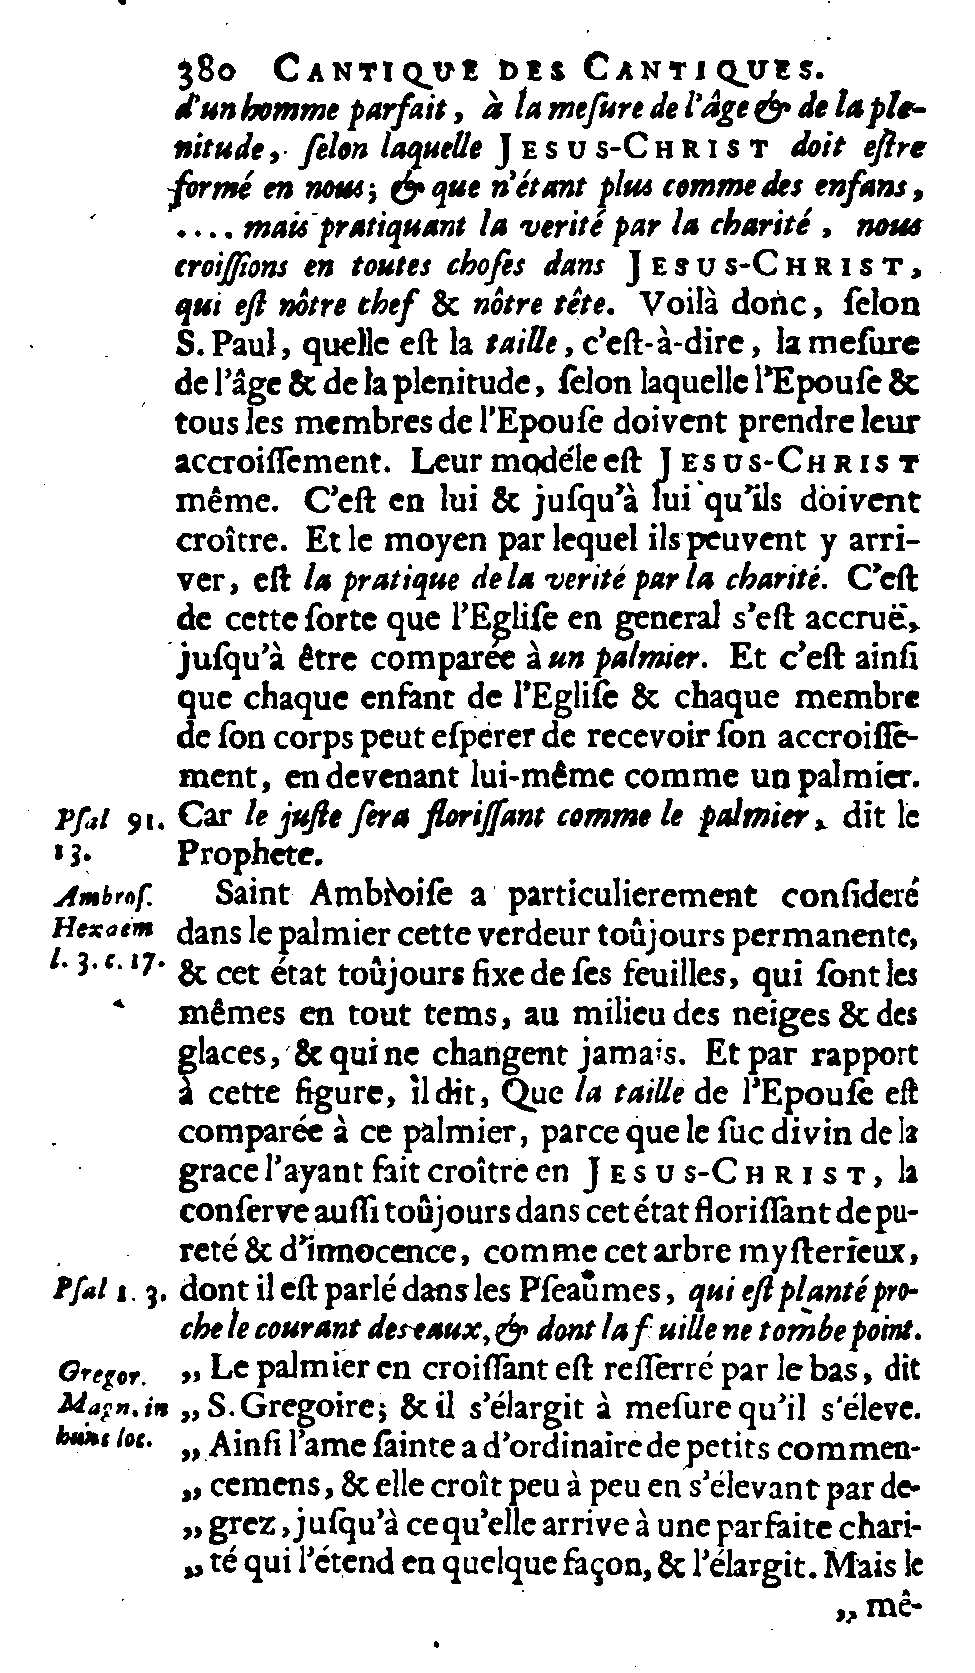 380 CANTIQUE DES CANTIQUES.
d'un homme parfait, à la meſure de l'âge & de la ple-
nitude, ſelon laquelle JESUS-CHRIST doit eſtre
formé en nous; & que n'étant plus comme des enfans,
.... mais pratiquant la verité par la charité, nous
croiſſions en toutes choſes dans JESUS-CHRIST,
qui eſt nôtre chef & nôtre tête. Voilà donc, ſelon
S. Paul, quelle eſt la taille, c'eſt-à-dire, la meſure
de l'âge & de la plenitude, ſelon laquelle l'Epouſe &
tous les membres de l'Epouſe doivent prendre leur
accroiſſement. Leur modéle eſt JESUS-CHRIST
même. C'eſt en lui & juſqu'à lui qu'ils doivent
croître. Et le moyen par lequel ils peuvent y arri-
ver, eſt la pratique de la verité par la charité. C'eſt
de cette ſorte que l'Egliſe en general s'eſt accruë,
juſqu'à être comparée à un palmier. Et c'eſt ainſi
que chaque enfant de l'Egliſe & chaque membre
de ſon corps peut eſperer de recevoir ſon accroiſſe-
ment, en devenant lui-même comme un palmier.
Pſal 91. Car le juſte ſera floriſſant comme le palmier, dit le
13. Prophete.
Ambroſ. Saint Ambroiſe a particulierement conſideré
Hexaem dans le palmier cette verdeur toûjours permanente,
l. 3. c. 17. & cet état toûjours fixe de ſes feuilles, qui ſont les
mêmes en tout tems, au milieu des neiges & des
glaces, & qui ne changent jamais. Et par rapport
à cette figure, il dit, Que la taille de l'Epouſe eſt
comparée à ce palmier, parce que le ſuc divin de la
grace l'ayant fait croître en JESUS-CHRIST, la
conſerve auſſi toûjours dans cet état floriſſant de pu-
reté & d'innocence, comme cet arbre myſterieux,
Pſal 1. 3. dont il eſt parlé dans les Pſeaûmes, qui eſt planté pro-
che le courant des eaux, & dont la f uille ne tombe point.
Gregor. „ Le palmier en croiſſant eſt reſſerré par le bas, dit
Magn. in „ S. Gregoire; & il s'élargit à meſure qu'il s'éleve.
hunc loc. „ Ainſi l'ame ſainte a d'ordinaire de petits commen-
„ cemens, & elle croît peu à peu en s'élevant par de-
„ grez, juſqu'à ce qu'elle arrive à une parfaite chari-
„ té qui l'étend en quelque façon, & l'élargit. Mais le
„ mê-